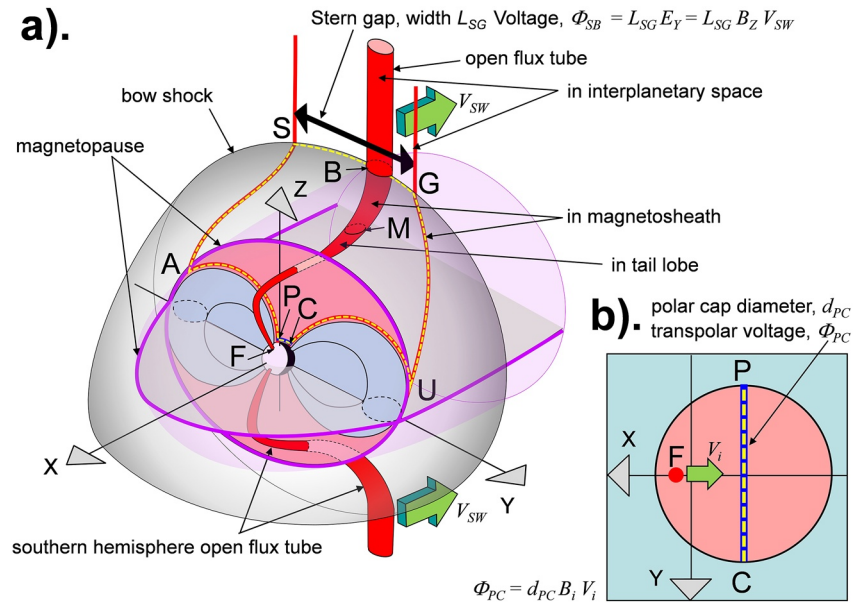 a).
Stern gap, width L_SG Voltage, Φ_SB = L_SG E_Y = L_SG B_Z V_SW
open flux tube
bow shock
V_SW
in interplanetary space
magnetopause
S
B
G
Z
M
in magnetosheath
A
in tail lobe
P
C
F
U
X
Y
V_SW
southern hemisphere open flux tube
b).
polar cap diameter, d_PC
transpolar voltage, Φ_PC
P
X
F
V_i
Y
C
Φ_PC = d_PC B_i V_i